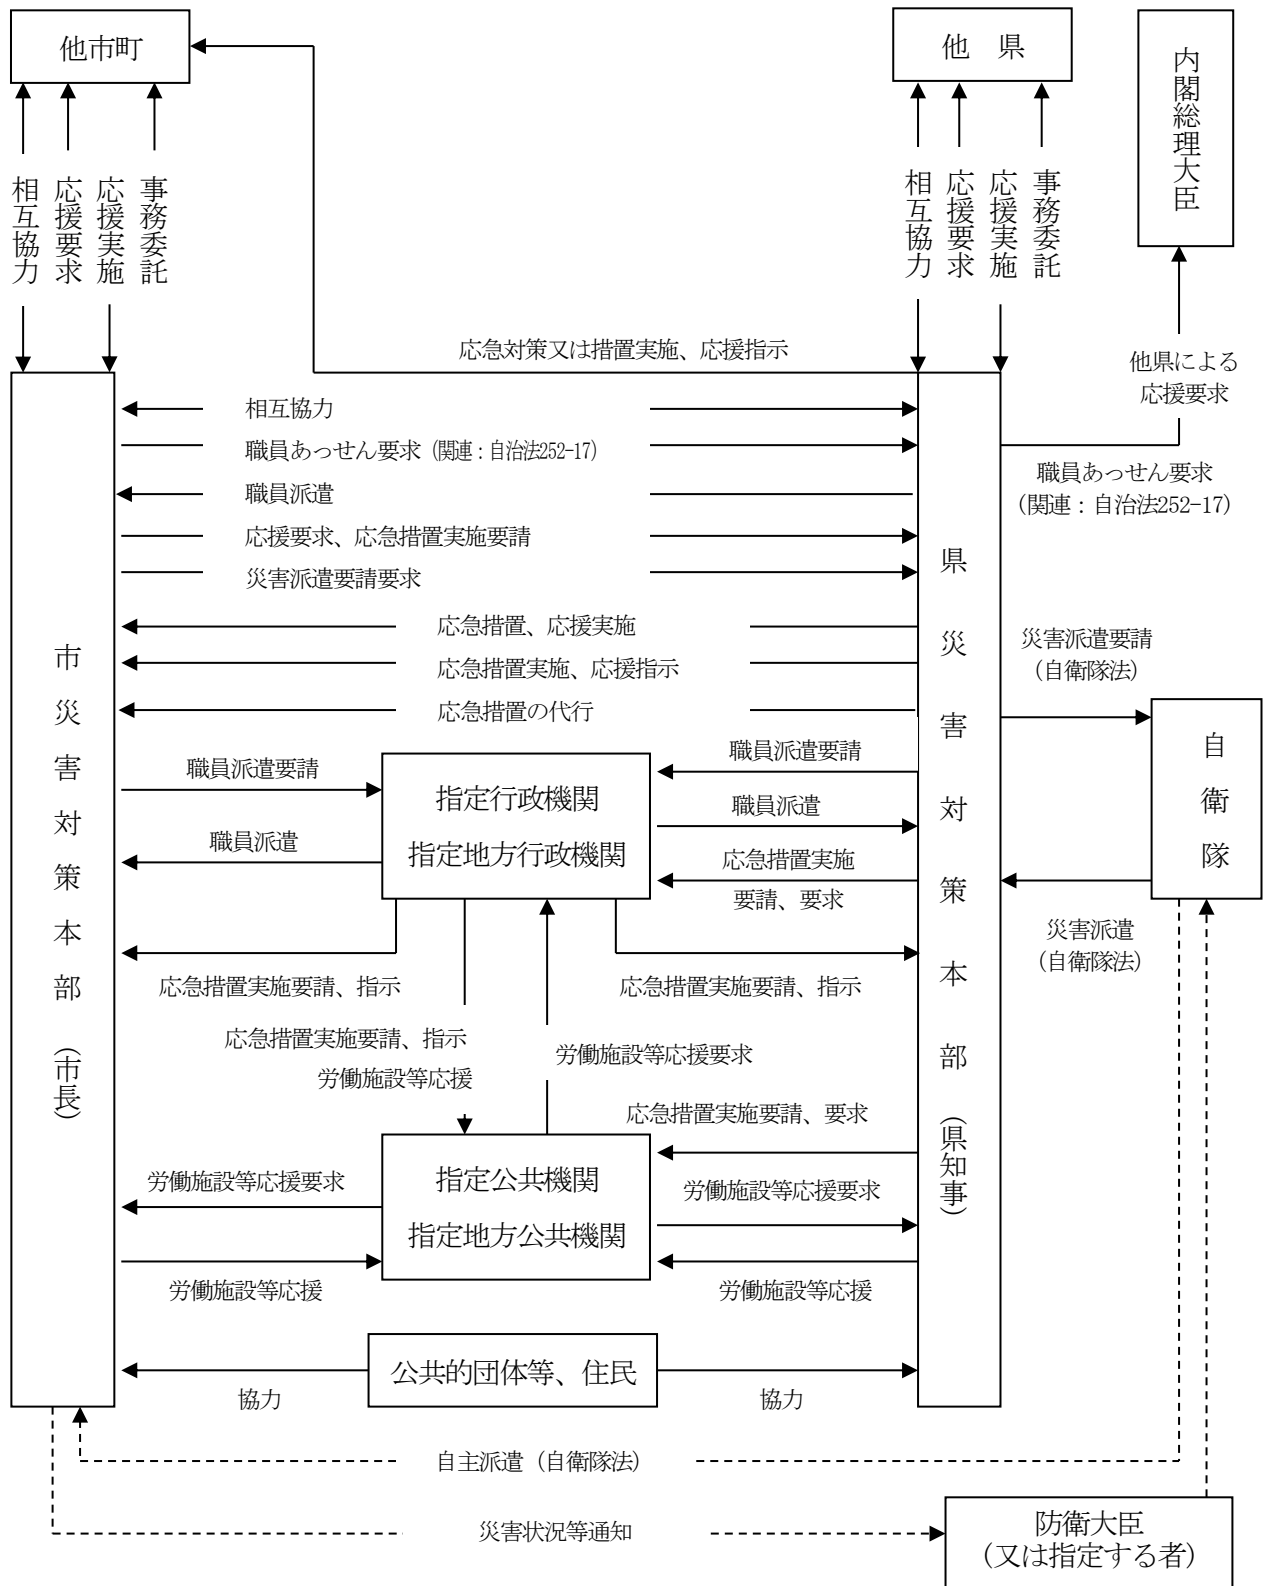 他市町
他　県
内閣総理大臣
相互協力
応援要求
応援実施
事務委託
相互協力
応援要求
応援実施
事務委託
応急対策又は措置実施、応援指示
他県による
応援要求
相互協力
職員あっせん要求（関連：自治法252-17）
職員派遣
応援要求、応急措置実施要請
災害派遣要請要求
職員あっせん要求
（関連：自治法252-17）
応急措置、応援実施
応急措置実施、応援指示
応急措置の代行
市災害対策本部（市長）
県災害対策本部（県知事）
災害派遣要請
（自衛隊法）
自衛隊
職員派遣要請
職員派遣
指定行政機関
指定地方行政機関
職員派遣要請
職員派遣
応急措置実施
要請、要求
災害派遣
（自衛隊法）
応急措置実施要請、指示
応急措置実施要請、指示
応急措置実施要請、指示
労働施設等応援
労働施設等応援要求
応急措置実施要請、要求
指定公共機関
指定地方公共機関
労働施設等応援要求
労働施設等応援要求
労働施設等応援
労働施設等応援
公共的団体等、住民
協力
協力
自主派遣（自衛隊法）
災害状況等通知
防衛大臣
（又は指定する者）